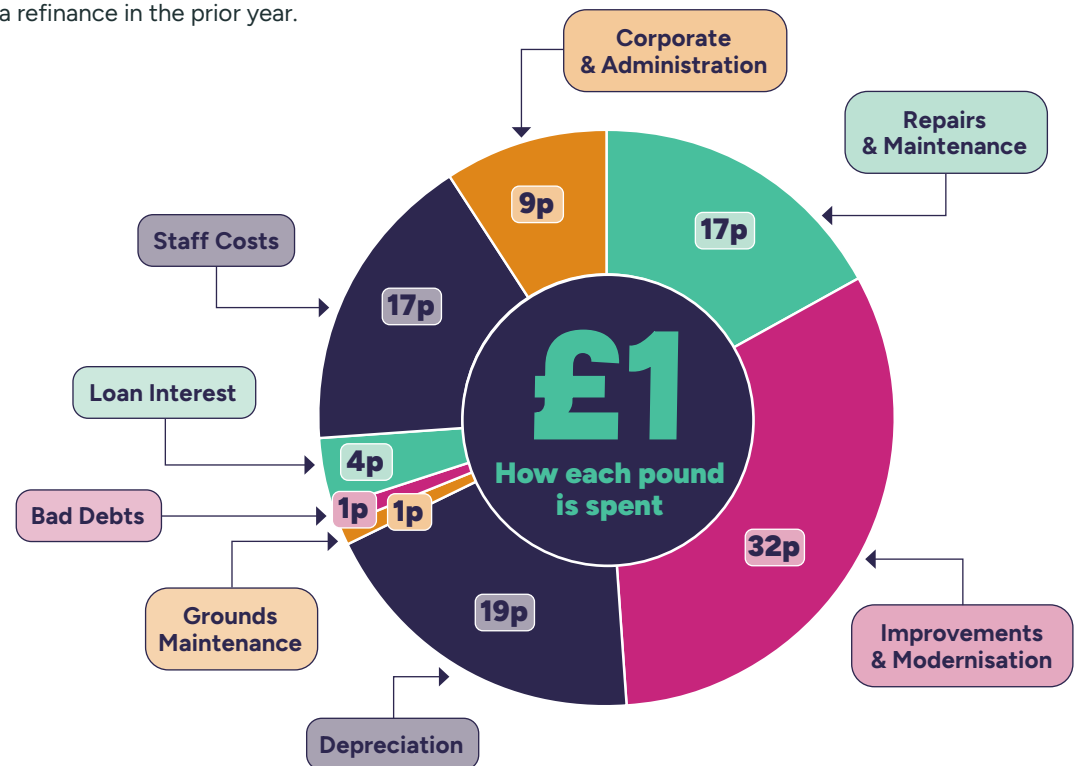 a refinance in the prior year.
Corporate
& Administration
Repairs
& Maintenance
9p
17p
Staff Costs
17p
£1
How each pound
is spent
Loan Interest
4p
Bad Debts
1p
1p
32p
Grounds
Maintenance
19p
Improvements
& Modernisation
Depreciation